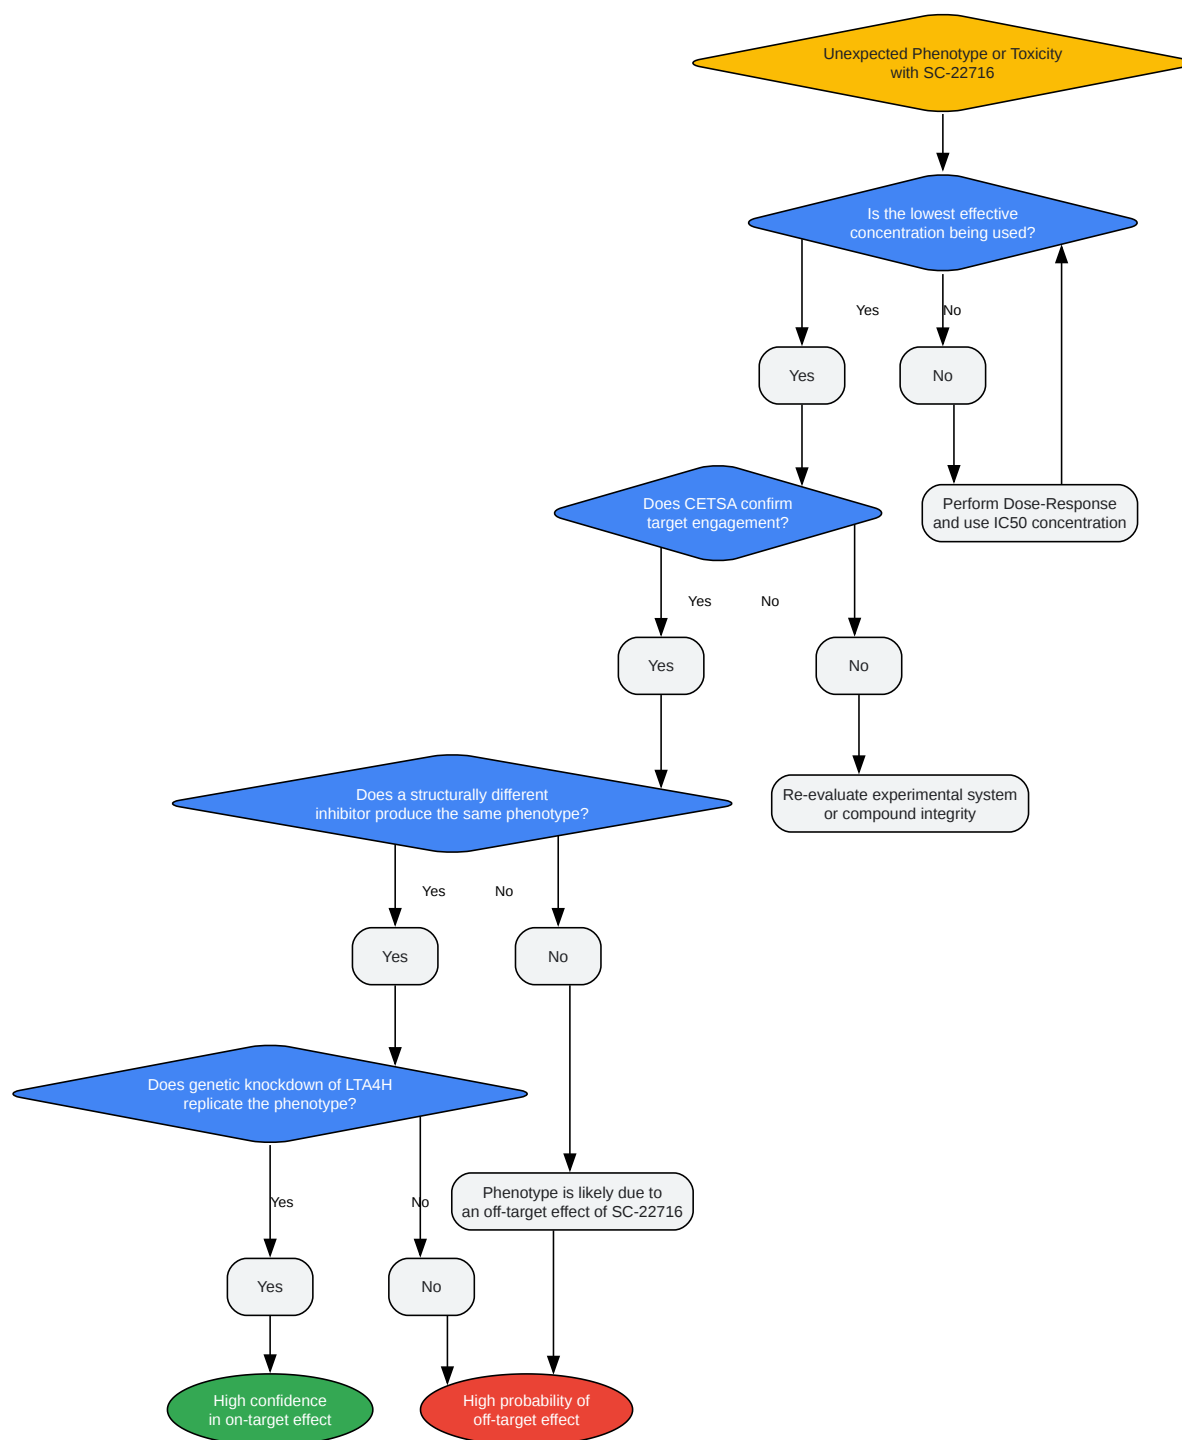 Unexpected Phenotype or Toxicity
with SC-22716
Is the lowest effective
concentration being used?
Yes
No
Yes
No
Does CETSA confirm
target engagement?
Perform Dose-Response
and use IC50 concentration
Yes
No
Yes
No
Does a structurally different
inhibitor produce the same phenotype?
Re-evaluate experimental system
or compound integrity
Yes
No
Yes
No
Does genetic knockdown of LTA4H
replicate the phenotype?
Yes
No
Phenotype is likely due to
an off-target effect of SC-22716
Yes
No
High confidence
in on-target effect
High probability of
off-target effect